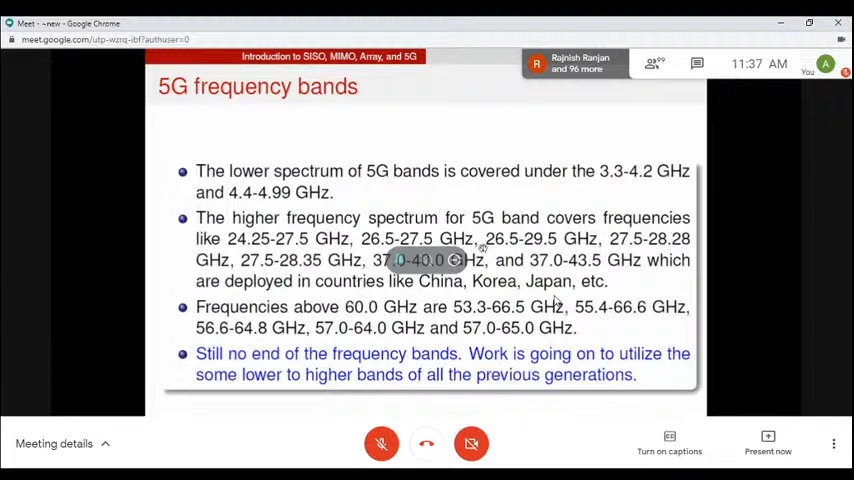 Meet - ~new - Google Chrome
meet.google.com/utp-wzrq-ibf?authuser=0
Introduction to SISO, MIMO, Array, and 5G
R
Rajnish Ranjan
and 96 more
99
11:37 AM
You
A
5G frequency bands
The lower spectrum of 5G bands is covered under the 3.3-4.2 GHz
and 4.4-4.99 GHz.
The higher frequency spectrum for 5G band covers frequencies
like 24.25-27.5 GHz, 26.5-27.5 GHz, 26.5-29.5 GHz, 27.5-28.28
GHz, 27.5-28.35 GHz, 37.0-40.0 GHz, and 37.0-43.5 GHz which
are deployed in countries like China, Korea, Japan, etc.
Frequencies above 60.0 GHz are 53.3-66.5 GHz, 55.4-66.6 GHz,
56.6-64.8 GHz, 57.0-64.0 GHz and 57.0-65.0 GHz.
Still no end of the frequency bands. Work is going on to utilize the
some lower to higher bands of all the previous generations.
Meeting details
Turn on captions
Present now